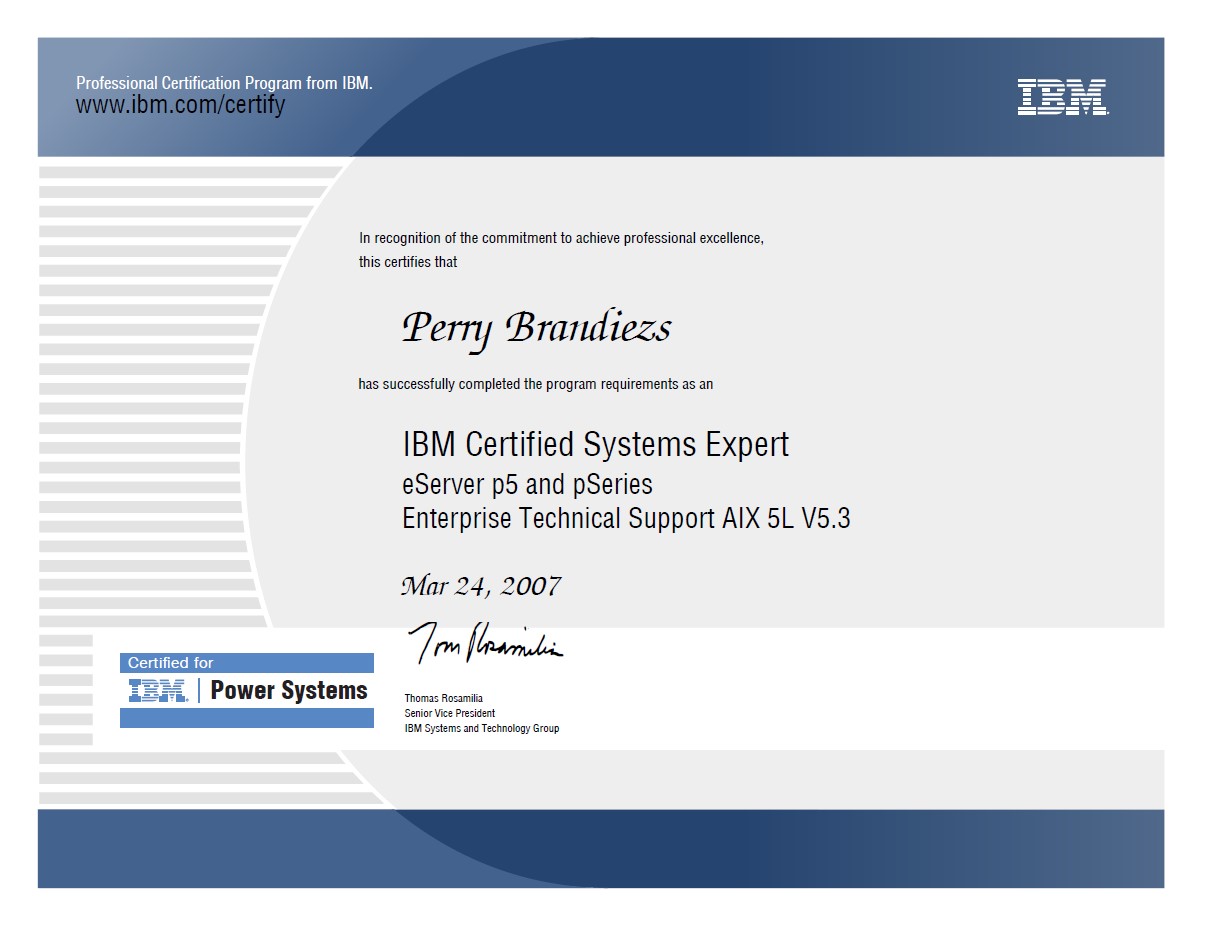 Professional Certification Program from IBM.
www.ibm.com/certify
IBM
In recognition of the commitment to achieve professional excellence,
this certifies that
Perry Brandiezs
has successfully completed the program requirements as an
IBM Certified Systems Expert
eServer p5 and pSeries
Enterprise Technical Support AIX 5L V5.3
Mar 24, 2007
Tom Rosamilia
Certified for
IBM | Power Systems
Thomas Rosamilia
Senior Vice President
IBM Systems and Technology Group